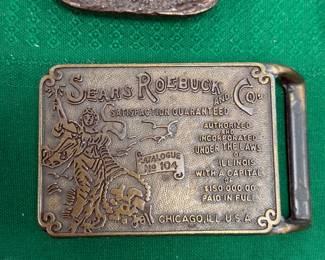 SEARS ROEBUCK
AND CO.
SATISFACTION GUARANTEED
AUTHORIZED
AND
INCORPORATED
UNDER THE LAWS
OF
ILLINOIS
WITH A CAPITAL
OF
$150 000.00
PAID IN FULL
CATALOGUE
No 104
CHICAGO, ILL. U.S.A.